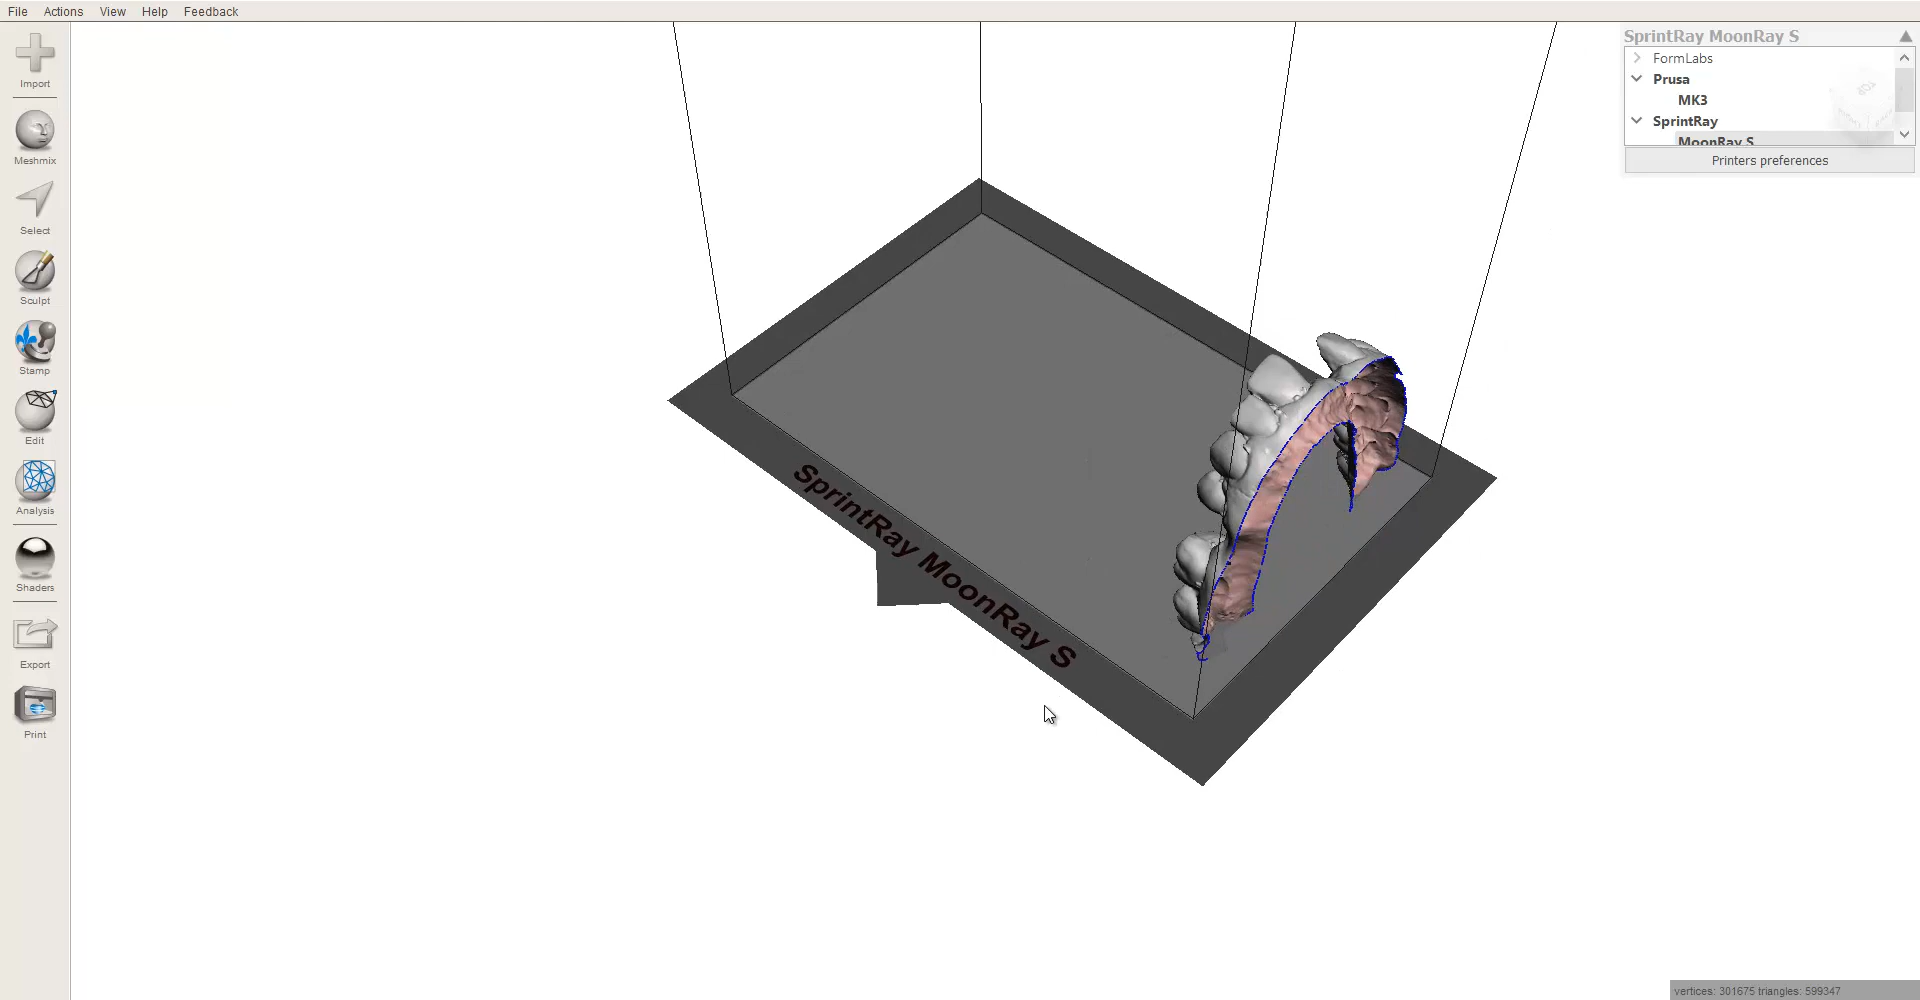 File Actions View Help Feedback
Import
Meshmix
Select
Sculpt
Stamp
Edit
Analysis
Shaders
Export
Print
SprintRay MoonRay S
SprintRay MoonRay S
FormLabs
Prusa
MK3
SprintRay
MoonRay S
Printers preferences
vertices: 301675 triangles: 599347